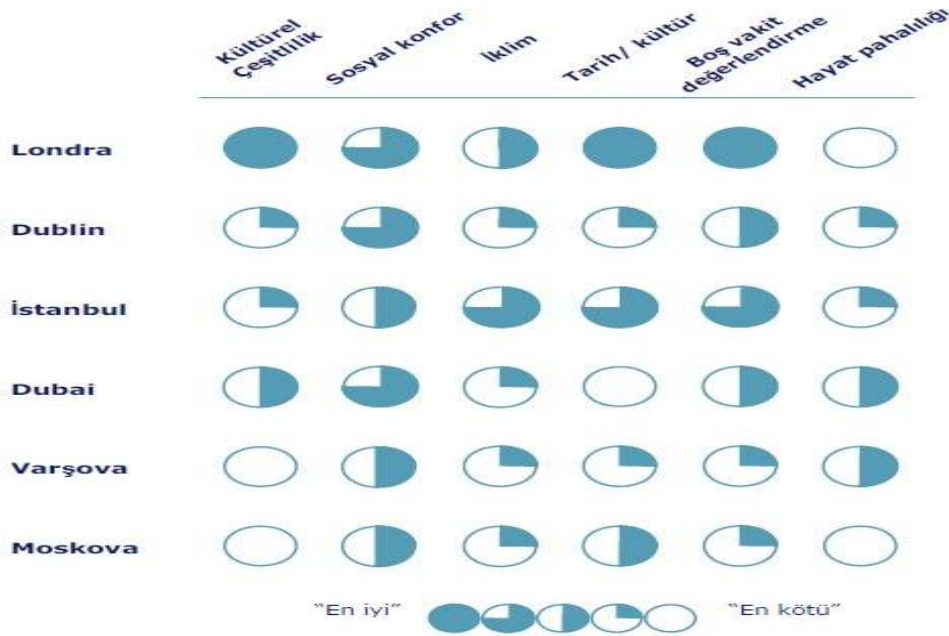 Kültürel
Çeşitlilik
Sosyal konfor
İklim
Tarih/ kültür
Boş vakit
değerlendirme
Hayat pahalılığı
Londra
Dublin
İstanbul
Dubai
Varşova
Moskova
"En iyi" "En kötü"